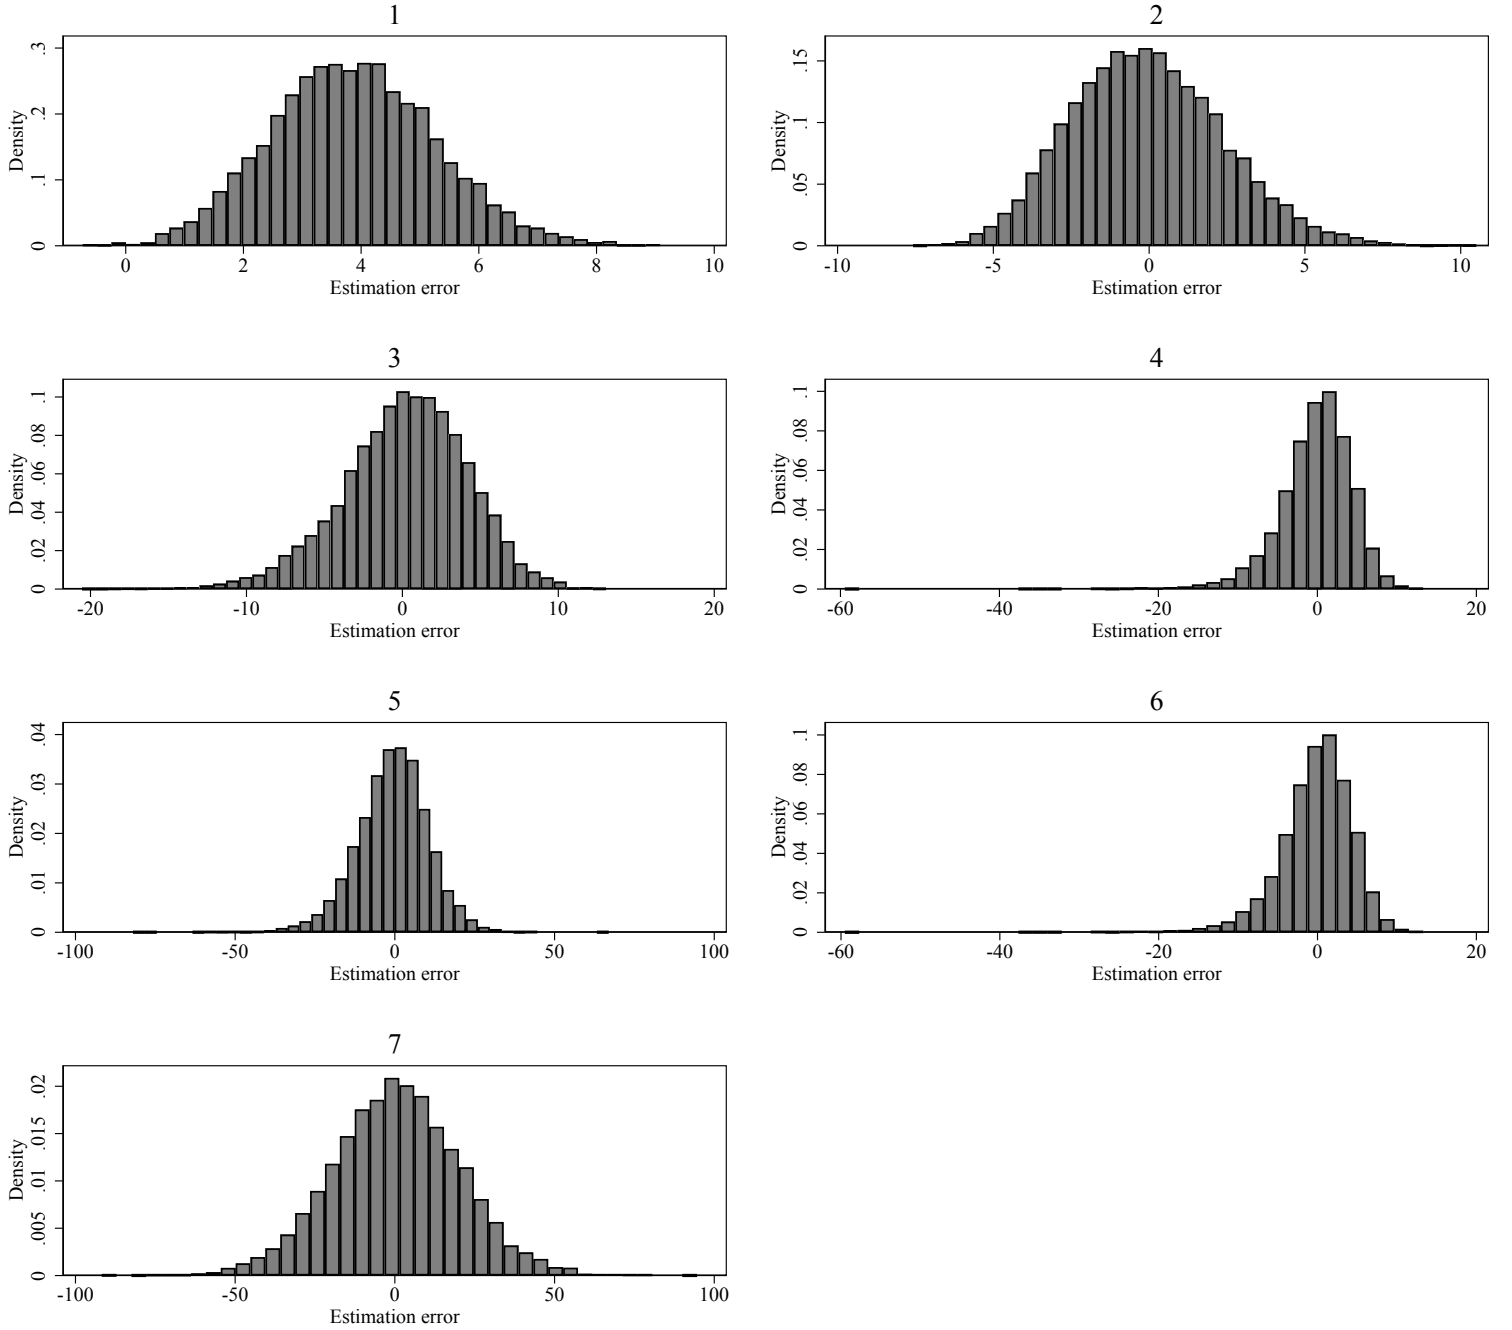 1
Density
.3
.2
.1
0
0 2 4 6 8 10
Estimation error
2
Density
.15
.1
.05
0
-10 -5 0 5 10
Estimation error
3
Density
.1
.08
.06
.04
.02
0
-20 -10 0 10 20
Estimation error
4
Density
.1
.08
.06
.04
.02
0
-60 -40 -20 0 20
Estimation error
5
Density
.04
.03
.02
.01
0
-100 -50 0 50 100
Estimation error
6
Density
.1
.08
.06
.04
.02
0
-60 -40 -20 0 20
Estimation error
7
Density
.02
.015
.01
.005
0
-100 -50 0 50 100
Estimation error